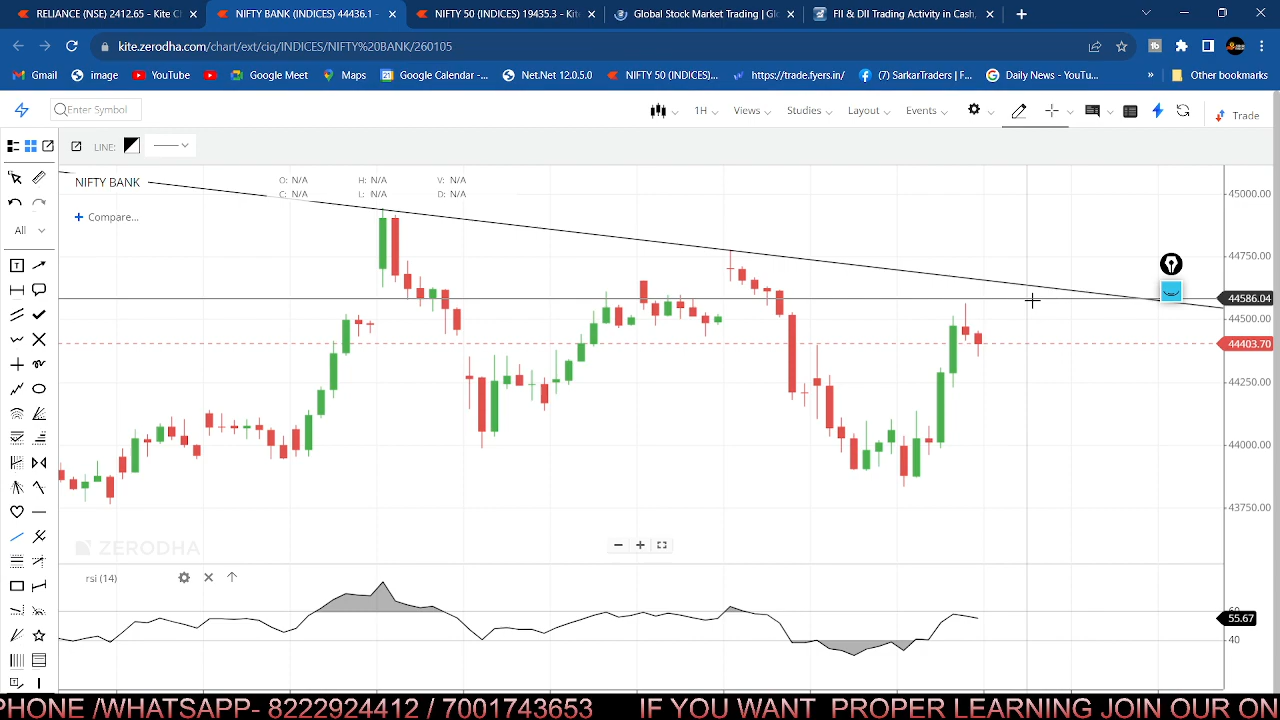 RELIANCE (NSE) 2412.65 - Kite C
NIFTY BANK (INDICES) 44436.1 -
NIFTY 50 (INDICES) 19435.3 - Kite
Global Stock Market Trading | Glo
FII & DII Trading Activity in Cash,
kite.zerodha.com/chart/ext/ciq/INDICES/NIFTY%20BANK/260105
Gmail
image
YouTube
Google Meet
Maps
Google Calendar -...
Net.Net 12.0.5.0
NIFTY 50 (INDICES)...
https://trade.fyers.in/
(7) Samco Traders | F...
Daily News - YouTu...
Other bookmarks
Enter Symbol
1H
Views
Studies
Layout
Events
Trade
LINE:
NIFTY BANK
O: N/A H: N/A V: N/A
C: N/A L: N/A D: N/A
+ Compare...
All
45000.00
44750.00
44586.04
44500.00
44403.70
44250.00
44000.00
43750.00
ZERODHA
rsi (14)
60
55.67
40
PHONE /WHATSAPP- 8222924412 / 7001743653 IF YOU WANT PROPER LEARNING JOIN OUR ON